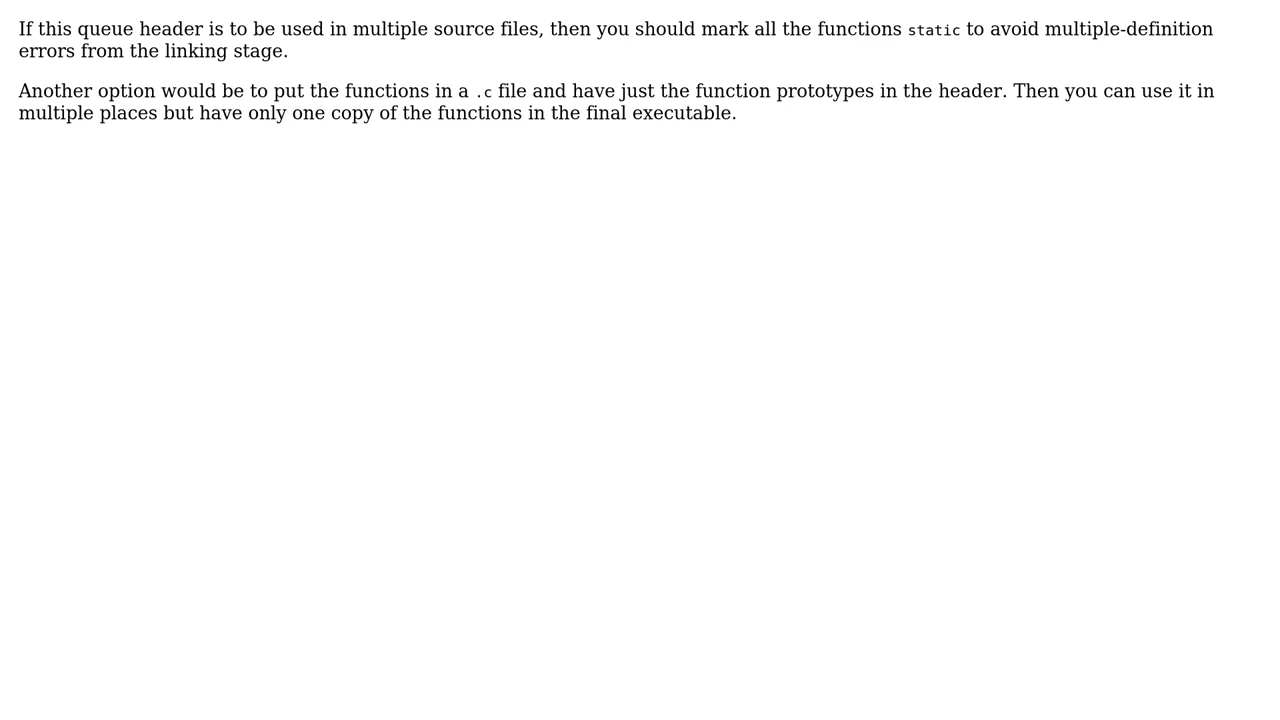 If this queue header is to be used in multiple source files, then you should mark all the functions static to avoid multiple-definition
errors from the linking stage.
Another option would be to put the functions in a .c file and have just the function prototypes in the header. Then you can use it in
multiple places but have only one copy of the functions in the final executable.